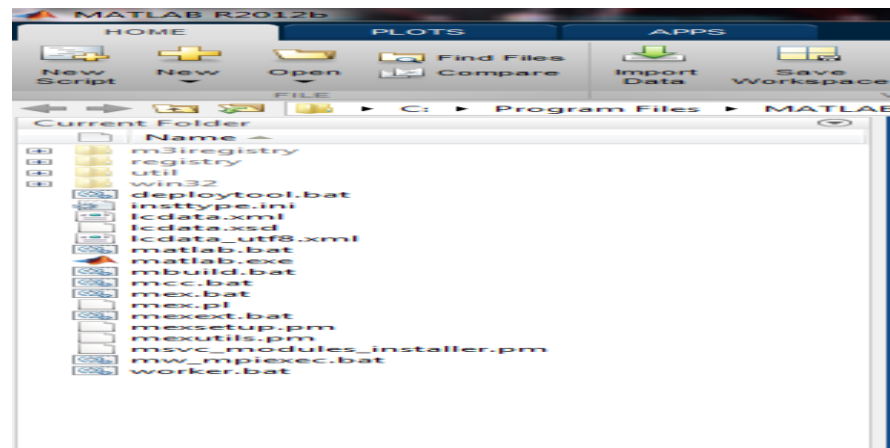 MATLAB R2012b
HOME PLOTS APPS
New Script New Open Find Files Compare Import Data Save Workspace
FILE
C: Program Files MATLAB
Current Folder
Name
m3iregistry
registry
util
win32
deploytool.bat
insttype.ini
lcdata.xml
lcdata.xsd
lcdata_utf8.xml
matlab.bat
matlab.exe
mbuild.bat
mcc.bat
mex.bat
mex.pl
mexext.bat
mexsetup.pm
mexutils.pm
msvc_modules_installer.pm
mw_mpiexec.bat
worker.bat